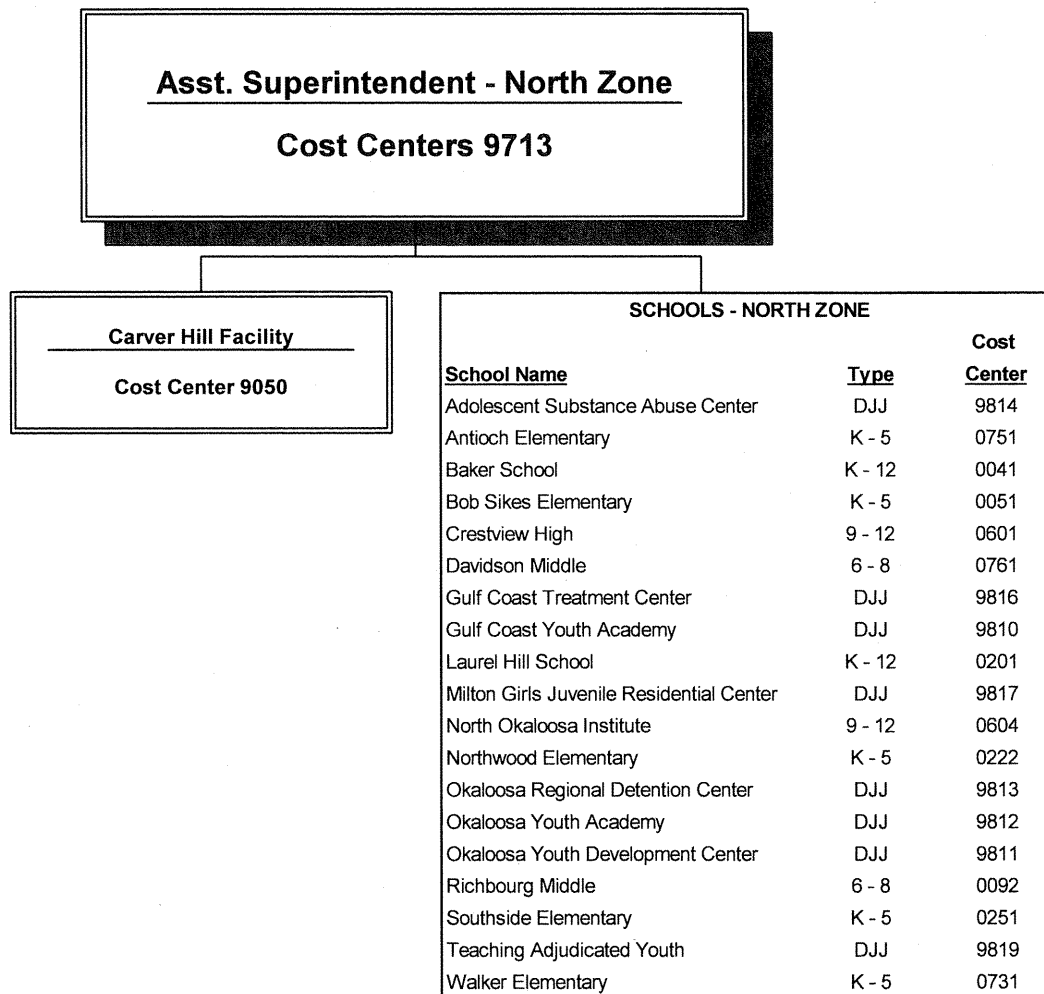 Asst. Superintendent - North Zone
Cost Centers 9713
Carver Hill Facility
Cost Center 9050
SCHOOLS - NORTH ZONE
Cost
School Name Type Center
Adolescent Substance Abuse Center DJJ 9814
Antioch Elementary K - 5 0751
Baker School K - 12 0041
Bob Sikes Elementary K - 5 0051
Crestview High 9 - 12 0601
Davidson Middle 6 - 8 0761
Gulf Coast Treatment Center DJJ 9816
Gulf Coast Youth Academy DJJ 9810
Laurel Hill School K - 12 0201
Milton Girls Juvenile Residential Center DJJ 9817
North Okaloosa Institute 9 - 12 0604
Northwood Elementary K - 5 0222
Okaloosa Regional Detention Center DJJ 9813
Okaloosa Youth Academy DJJ 9812
Okaloosa Youth Development Center DJJ 9811
Richbourg Middle 6 - 8 0092
Southside Elementary K - 5 0251
Teaching Adjudicated Youth DJJ 9819
Walker Elementary K - 5 0731